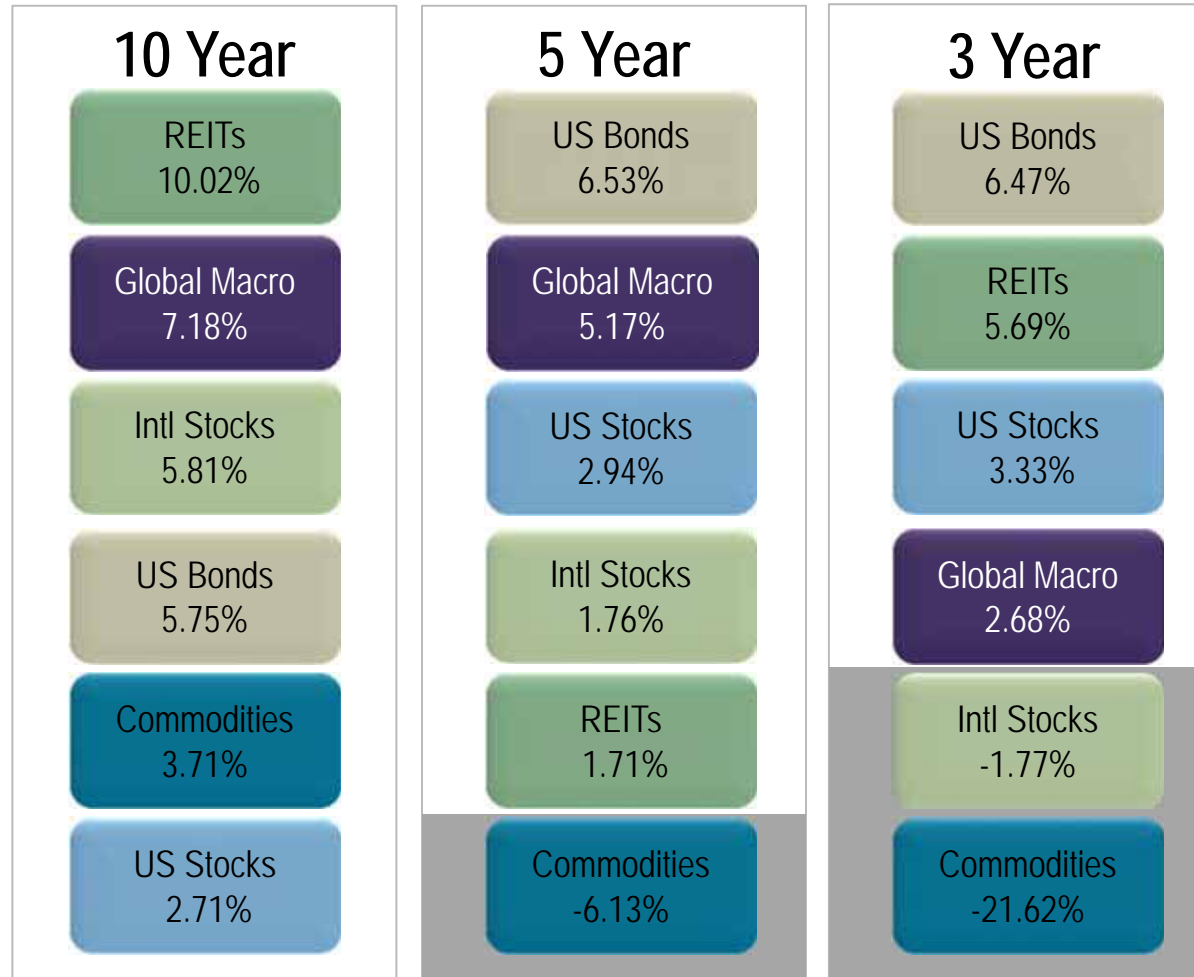 10 Year
REITs
10.02%
Global Macro
7.18%
Intl Stocks
5.81%
US Bonds
5.75%
Commodities
3.71%
US Stocks
2.71%
5 Year
US Bonds
6.53%
Global Macro
5.17%
US Stocks
2.94%
Intl Stocks
1.76%
REITs
1.71%
Commodities
-6.13%
3 Year
US Bonds
6.47%
REITs
5.69%
US Stocks
3.33%
Global Macro
2.68%
Intl Stocks
-1.77%
Commodities
-21.62%